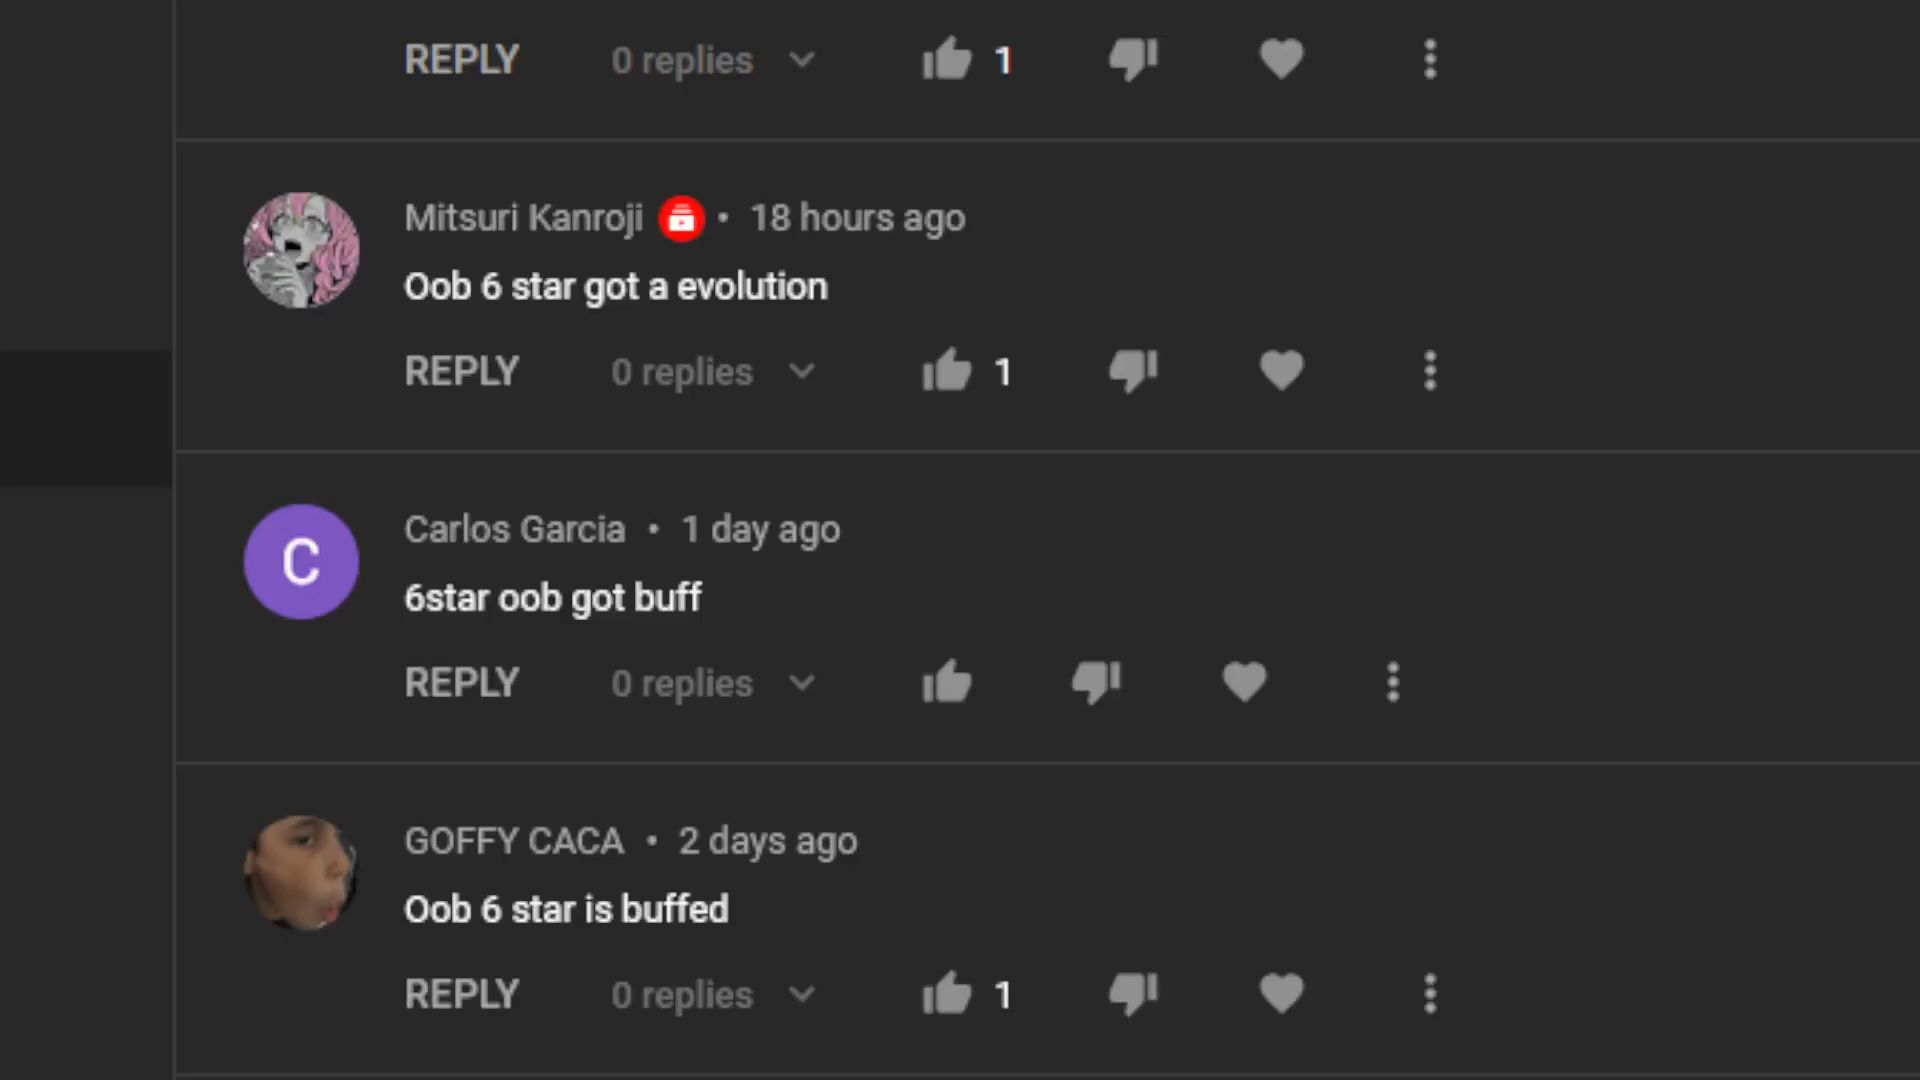 REPLY 0 replies 1
Mitsuri Kanroji • 18 hours ago
Oob 6 star got a evolution
REPLY 0 replies 1
C
Carlos Garcia • 1 day ago
6star oob got buff
REPLY 0 replies
GOFFY CACA • 2 days ago
Oob 6 star is buffed
REPLY 0 replies 1